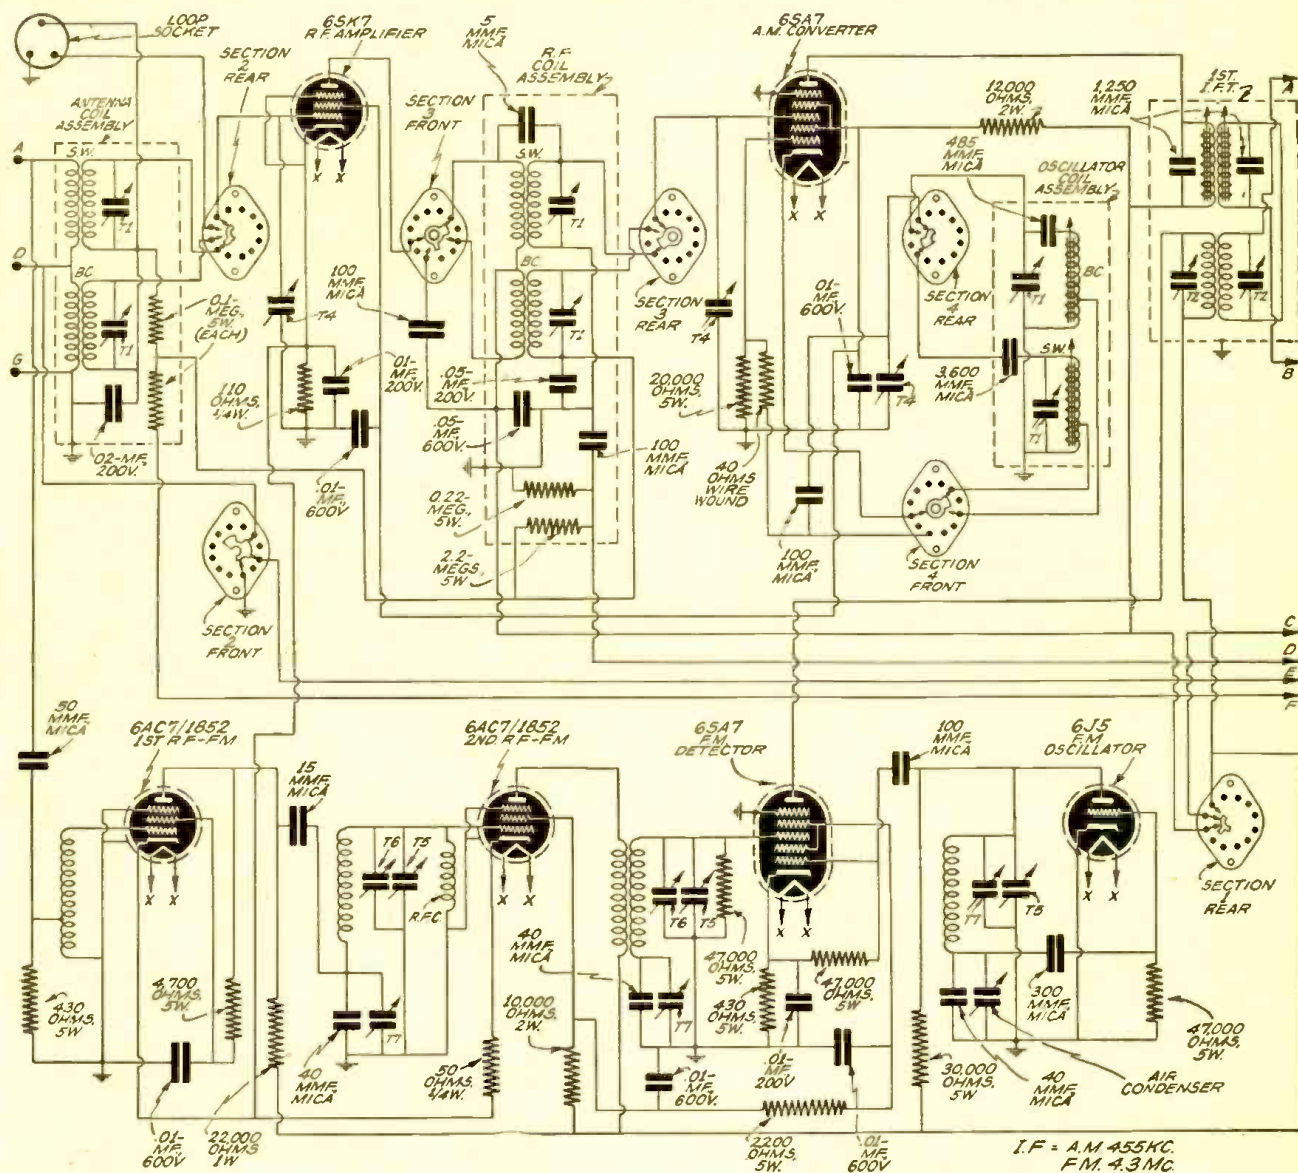 LOOP
SOCKET
SECTION
2
REAR
6SK7
R.F. AMPLIFIER
5
MMF.
MICA
R.F.
COIL
ASSEMBLY
SECTION
3
FRONT
6SA7
A.M. CONVERTER
12,000
OHMS,
2W.
1,250
MMF.
MICA
1ST.
I.F.T. 2
A
ANTENNA
COIL
ASSEMBLY
S.W.
A
T1
D
BC
0.1-
MEG.,
.5W.
(EACH)
T1
G
.02-MF.,
200V.
X X
T4
110
OHMS,
1/4W.
.01-
MF.
200V.
.01-
MF.,
600V.
100
MMF.
MICA
S.W.
T1
BC
T1
.05-
MF.
200V.
.05-
MF.
600V.
100
MMF.
MICA
0.22-
MEG.,
.5W.
2.2-
MEGS,
.5W
SECTION
3
REAR
T4
X X
20,000
OHMS,
.5W.
40
OHMS
WIRE
WOUND
.01-
MF.
600V.
T4
100
MMF.
MICA
485
MMF.
MICA
OSCILLATOR
COIL
ASSEMBLY
SECTION
4
REAR
T1
BC
3,600
MMF.
MICA
S.W.
T1
SECTION
4
FRONT
T2
T2
B
SECTION
2
FRONT
C
D
E
F
50
MMF.
MICA
6AC7/1852
1ST R.F-FM
15
MMF.
MICA
6AC7/1852
2ND. R.F-FM
6SA7
F.M.
DETECTOR
100
MMF.
MICA
6J5
F.M.
OSCILLATOR
X X
430
OHMS,
.5W
4,700
OHMS,
.5W.
.01-
MF.
600V
22,000
OHMS
1W
T6
T5
R.F.C
T7
40
MMF.
MICA
X X
50
OHMS,
1/4W.
10,000
OHMS,
2W.
40
MMF.
MICA
T6
T5
T7
47,000
OHMS,
.5W.
430
OHMS,
.5W.
X X
47,000
OHMS,
.5W
.01-
MF.
600V.
.01-
MF.
200V
2200
OHMS,
.5W.
.01-
MF.
600V
T7
T5
X X
300
MMF.
MICA
30,000
OHMS,
.5W
40
MMF.
MICA
AIR
CONDENSER
47,000
OHMS,
.5W.
SECTION
1
REAR
I.F = A.M. 455KC.
F.M. 4.3 MC.